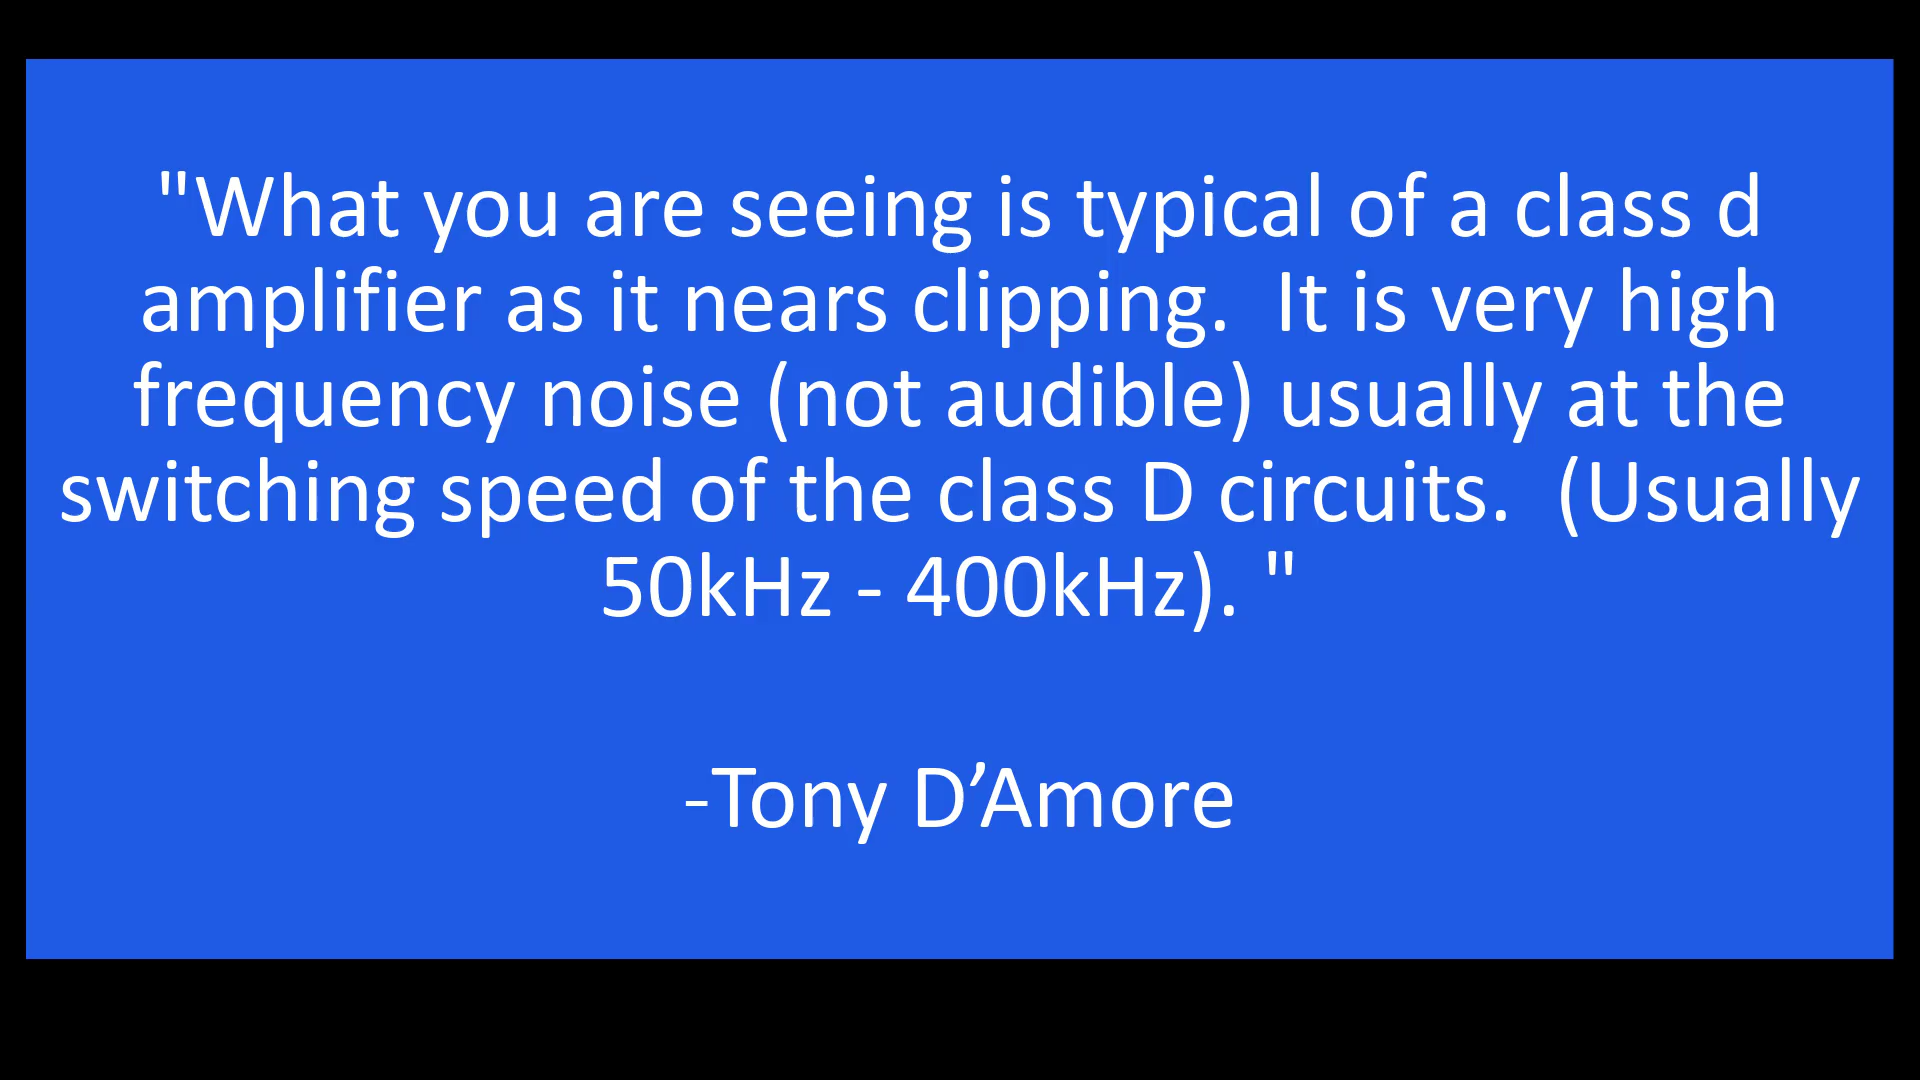 "What you are seeing is typical of a class d
amplifier as it nears clipping.  It is very high
frequency noise (not audible) usually at the
switching speed of the class D circuits.  (Usually
50kHz - 400kHz). "
-Tony D’Amore